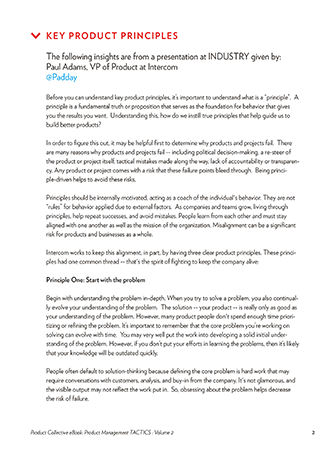 KEY PRODUCT PRINCIPLES
The following insights are from a presentation at INDUSTRY given by:
Paul Adams, VP of Product at Intercom
@Padday
Before you can understand key product principles, it's important to understand what is a "principle". A
principle is a fundamental truth or proposition that serves as the foundation for behavior that gives
you the results you want. Understanding this, how do we instill true principles that help guide us to
build better products?
In order to figure this out, it may be helpful first to determine why products and projects fail. There
are many reasons why products and projects fail -- including political decision-making, a re-steer of
the product or project itself, tactical mistakes made along the way, lack of accountability or transparen-
cy. Any product or project comes with a risk that these failure points bleed through. Being princi-
ple-driven helps to avoid these risks.
Principles should be internally motivated, acting as a coach of the individual's behavior. They are not
"rules" for behavior applied due to external factors. As companies and teams grow, living through
principles, help repeat successes, and avoid mistakes. People learn from each other and must stay
aligned with one another as well as the mission of the organization. Misalignment can be a significant
risk for products and businesses as a whole.
Intercom works to keep this alignment, in part, by having three clear product principles. These princi-
ples had one common thread -- that's the spirit of fighting to keep the company alive:
Principle One: Start with the problem
Begin with understanding the problem in-depth. When you try to solve a problem, you also continual-
ly evolve your understanding of the problem. The solution -- your product -- is really only as good as
your understanding of the problem. However, many product people don't spend enough time priori-
tizing or refining the problem. It's important to remember that the core problem you're working on
solving can evolve with time. You may very well put the work into developing a solid initial under-
standing of the problem. However, if you don't put your efforts in learning the problem, then it's likely
that your knowledge will be outdated quickly.
People often default to solution-thinking because defining the core problem is hard work that may
require conversations with customers, analysis, and buy-in from the company. It's not glamorous, and
the visible output may not reflect the work put in. So, obsessing about the problem helps decrease
the risk of failure.
Product Collective eBook: Product Management TACTICS - Volume 2
2